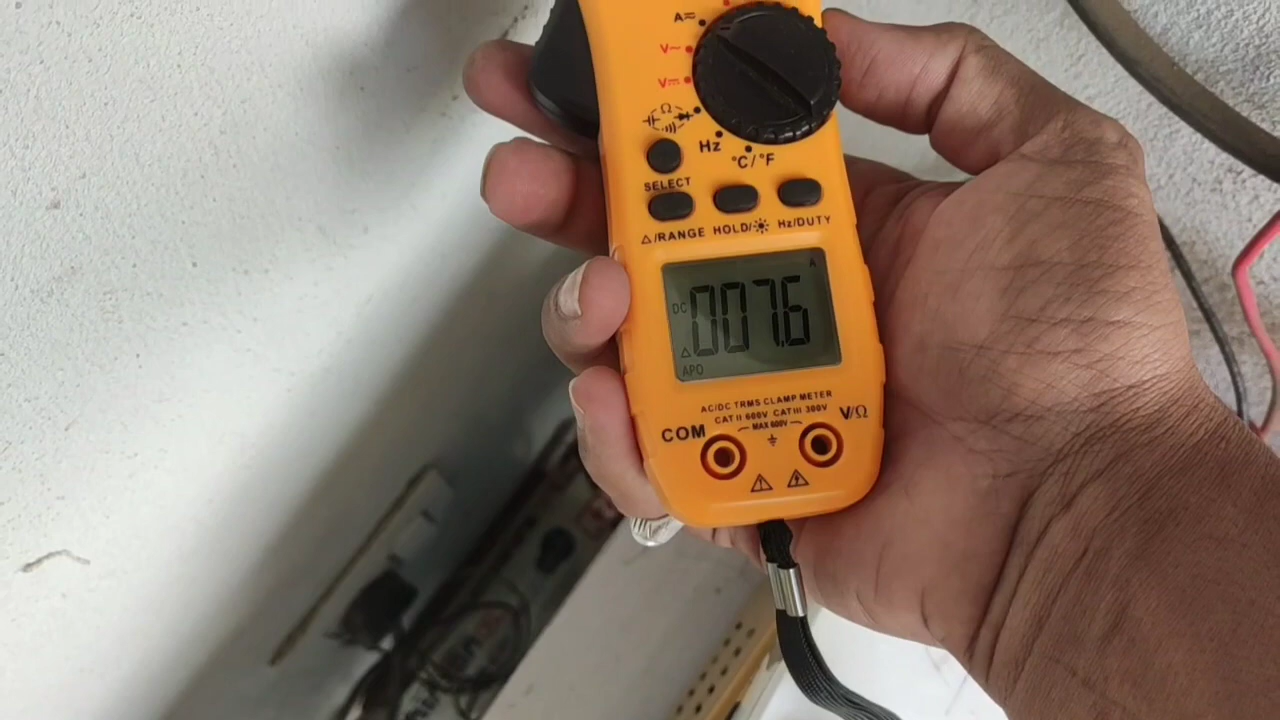 A≂
V~
V⎓
Ω
Hz
°C/°F
SELECT
△/RANGE HOLD/☀ Hz/DUTY
A
DC
007.6
△
APO
AC/DC TRMS CLAMP METER
CAT II 600V CAT III 300V
COM MAX 600V V/Ω